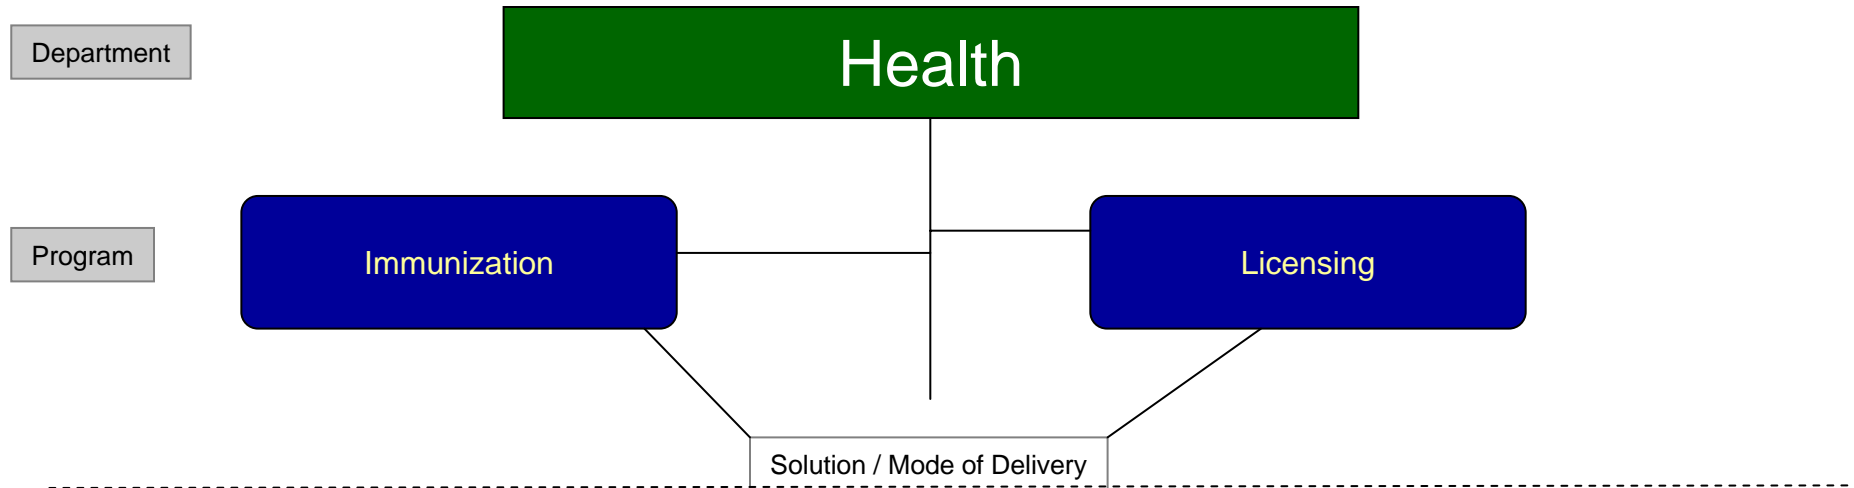 Department
Health
Program
Immunization
Licensing
Solution / Mode of Delivery